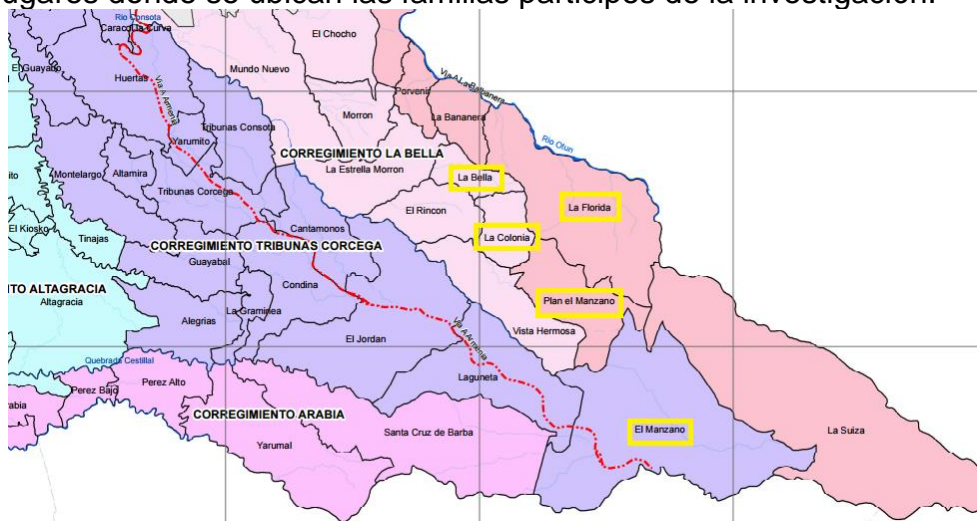 lugares donde se ubican las familias participes de la investigación.
Rio Consota
Caracol la Curva
El Chocho
El Guayabo
Huertas
Mundo Nuevo
Via A Armenia
Via A La Bananera
Porvenir
Morron
La Bananera
Tribunas Consota
Rio Otun
Yarumito
CORREGIMIENTO LA BELLA
La Estrella Morron
Montelargo
Altamira
La Bella
Tribunas Corcega
El Rincon
La Florida
El Kiosko
Tinajas
Cantamonos
La Colonia
CORREGIMIENTO TRIBUNAS CORCEGA
Guayabal
Condina
NTO ALTAGRACIA
Altagracia
Plan el Manzano
Alegrias
La Graminea
Vista Hermosa
El Jordan
Via A Armenia
Quebrada Cestillal
Laguneta
Perez Bajo
Perez Alto
CORREGIMIENTO ARABIA
Santa Cruz de Barba
El Manzano
La Suiza
Yarumal